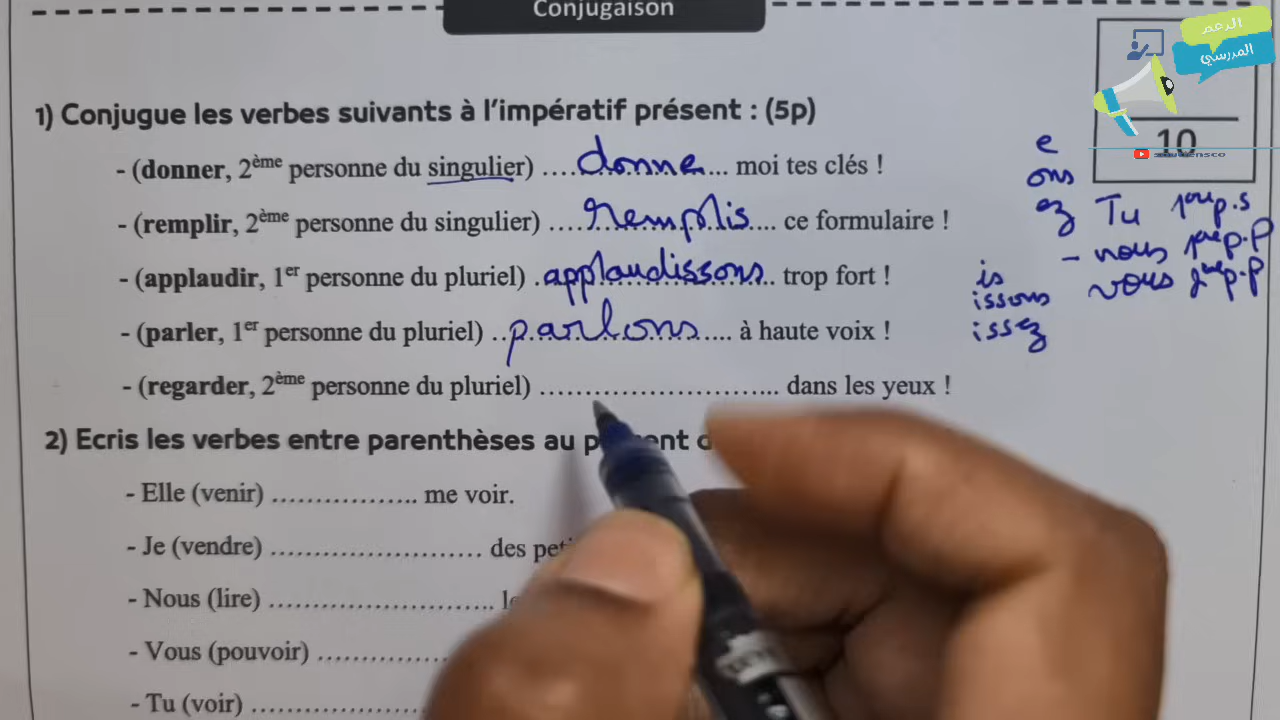 Conjugaison
الدعم
المدرسي
10
soutiensco
1) Conjugue les verbes suivants à l'impératif présent : (5p)
- (donner, 2ème personne du singulier) ....donne... moi tes clés !
- (remplir, 2ème personne du singulier) ....remplis.... ce formulaire !
- (applaudir, 1er personne du pluriel) .applaudissons.. trop fort !
- (parler, 1er personne du pluriel) ..parlons.... à haute voix !
- (regarder, 2ème personne du pluriel) ........................... dans les yeux !
e
ons
ez
Tu p.s
- nous p.p
vous 2ème p.p
is
issons
issez
2) Ecris les verbes entre parenthèses au
- Elle (venir) .................. me voir.
- Je (vendre) .......................... des
- Nous (lire) ............................
- Vous (pouvoir) ................
- Tu (voir) ......................